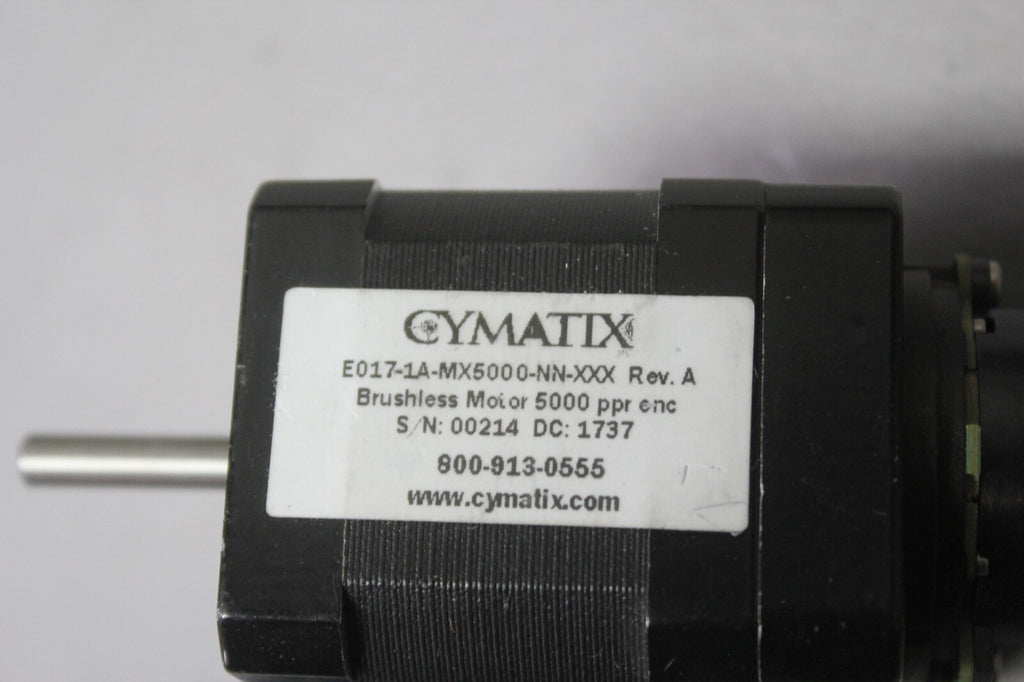 CYMATIX
E017-1A-MX5000-NN-XXX Rev. A
Brushless Motor 5000 ppr enc
S/N: 00214 DC: 1737
800-913-0555
www.cymatix.com